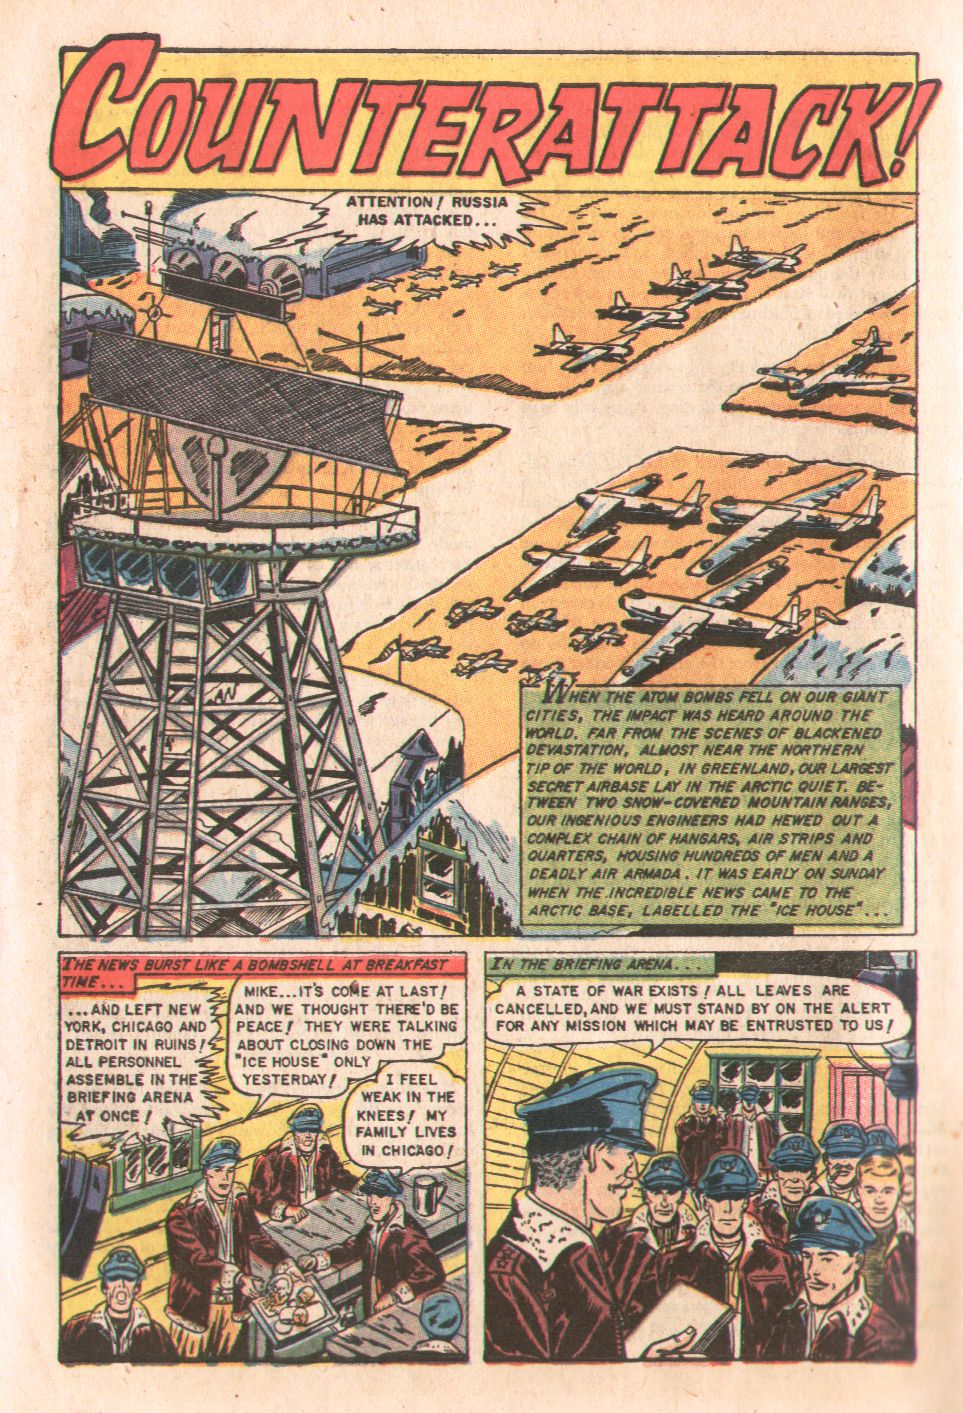 COUNTERATTACK!
ATTENTION! RUSSIA
HAS ATTACKED...
WHEN THE ATOM BOMBS FELL ON OUR GIANT
CITIES, THE IMPACT WAS HEARD AROUND THE
WORLD. FAR FROM THE SCENES OF BLACKENED
DEVASTATION, ALMOST NEAR THE NORTHERN
TIP OF THE WORLD, IN GREENLAND, OUR LARGEST
SECRET AIRBASE LAY IN THE ARCTIC QUIET. BE-
TWEEN TWO SNOW-COVERED MOUNTAIN RANGES,
OUR INGENIOUS ENGINEERS HAD HEWED OUT A
COMPLEX CHAIN OF HANGARS, AIR STRIPS AND
QUARTERS, HOUSING HUNDREDS OF MEN AND A
DEADLY AIR ARMADA. IT WAS EARLY ON SUNDAY
WHEN THE INCREDIBLE NEWS CAME TO THE
ARCTIC BASE, LABELLED THE "ICE HOUSE"...
THE NEWS BURST LIKE A BOMBSHELL AT BREAKFAST
TIME...
...AND LEFT NEW
YORK, CHICAGO AND
DETROIT IN RUINS!
ALL PERSONNEL
ASSEMBLE IN THE
BRIEFING ARENA
AT ONCE!
MIKE...IT'S COME AT LAST!
AND WE THOUGHT THERE'D BE
PEACE! THEY WERE TALKING
ABOUT CLOSING DOWN THE
"ICE HOUSE" ONLY
YESTERDAY!
I FEEL
WEAK IN THE
KNEES! MY
FAMILY LIVES
IN CHICAGO!
IN THE BRIEFING ARENA...
A STATE OF WAR EXISTS! ALL LEAVES ARE
CANCELLED, AND WE MUST STAND BY ON THE ALERT
FOR ANY MISSION WHICH MAY BE ENTRUSTED TO US!